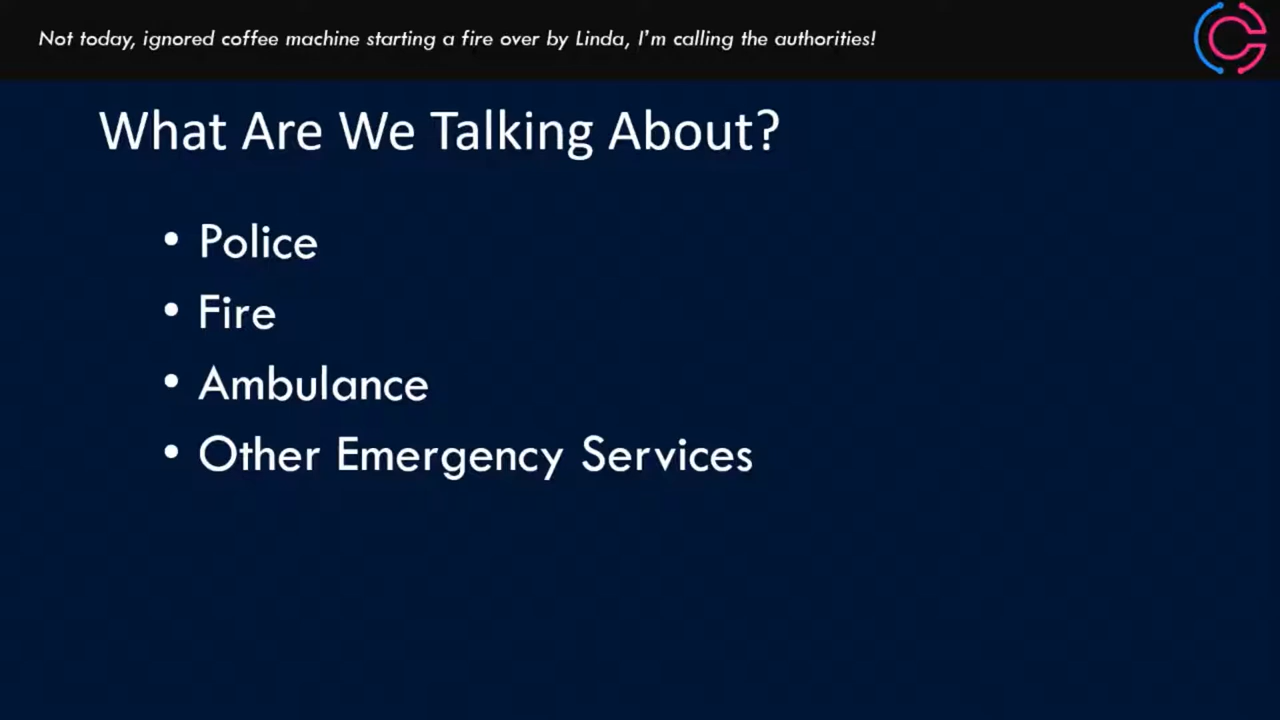 Not today, ignored coffee machine starting a fire over by Linda, I'm calling the authorities!
What Are We Talking About?
• Police
• Fire
• Ambulance
• Other Emergency Services